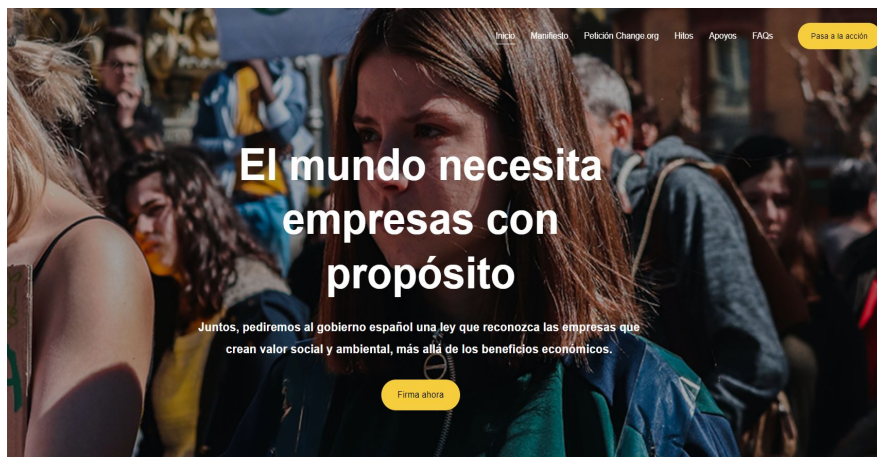 Inicio Manifiesto Petición Change.org Hitos Apoyos FAQs Pasa a la acción
El mundo necesita
empresas con
propósito
Juntos, pediremos al gobierno español una ley que reconozca las empresas que
crean valor social y ambiental, más allá de los beneficios económicos.
Firma ahora